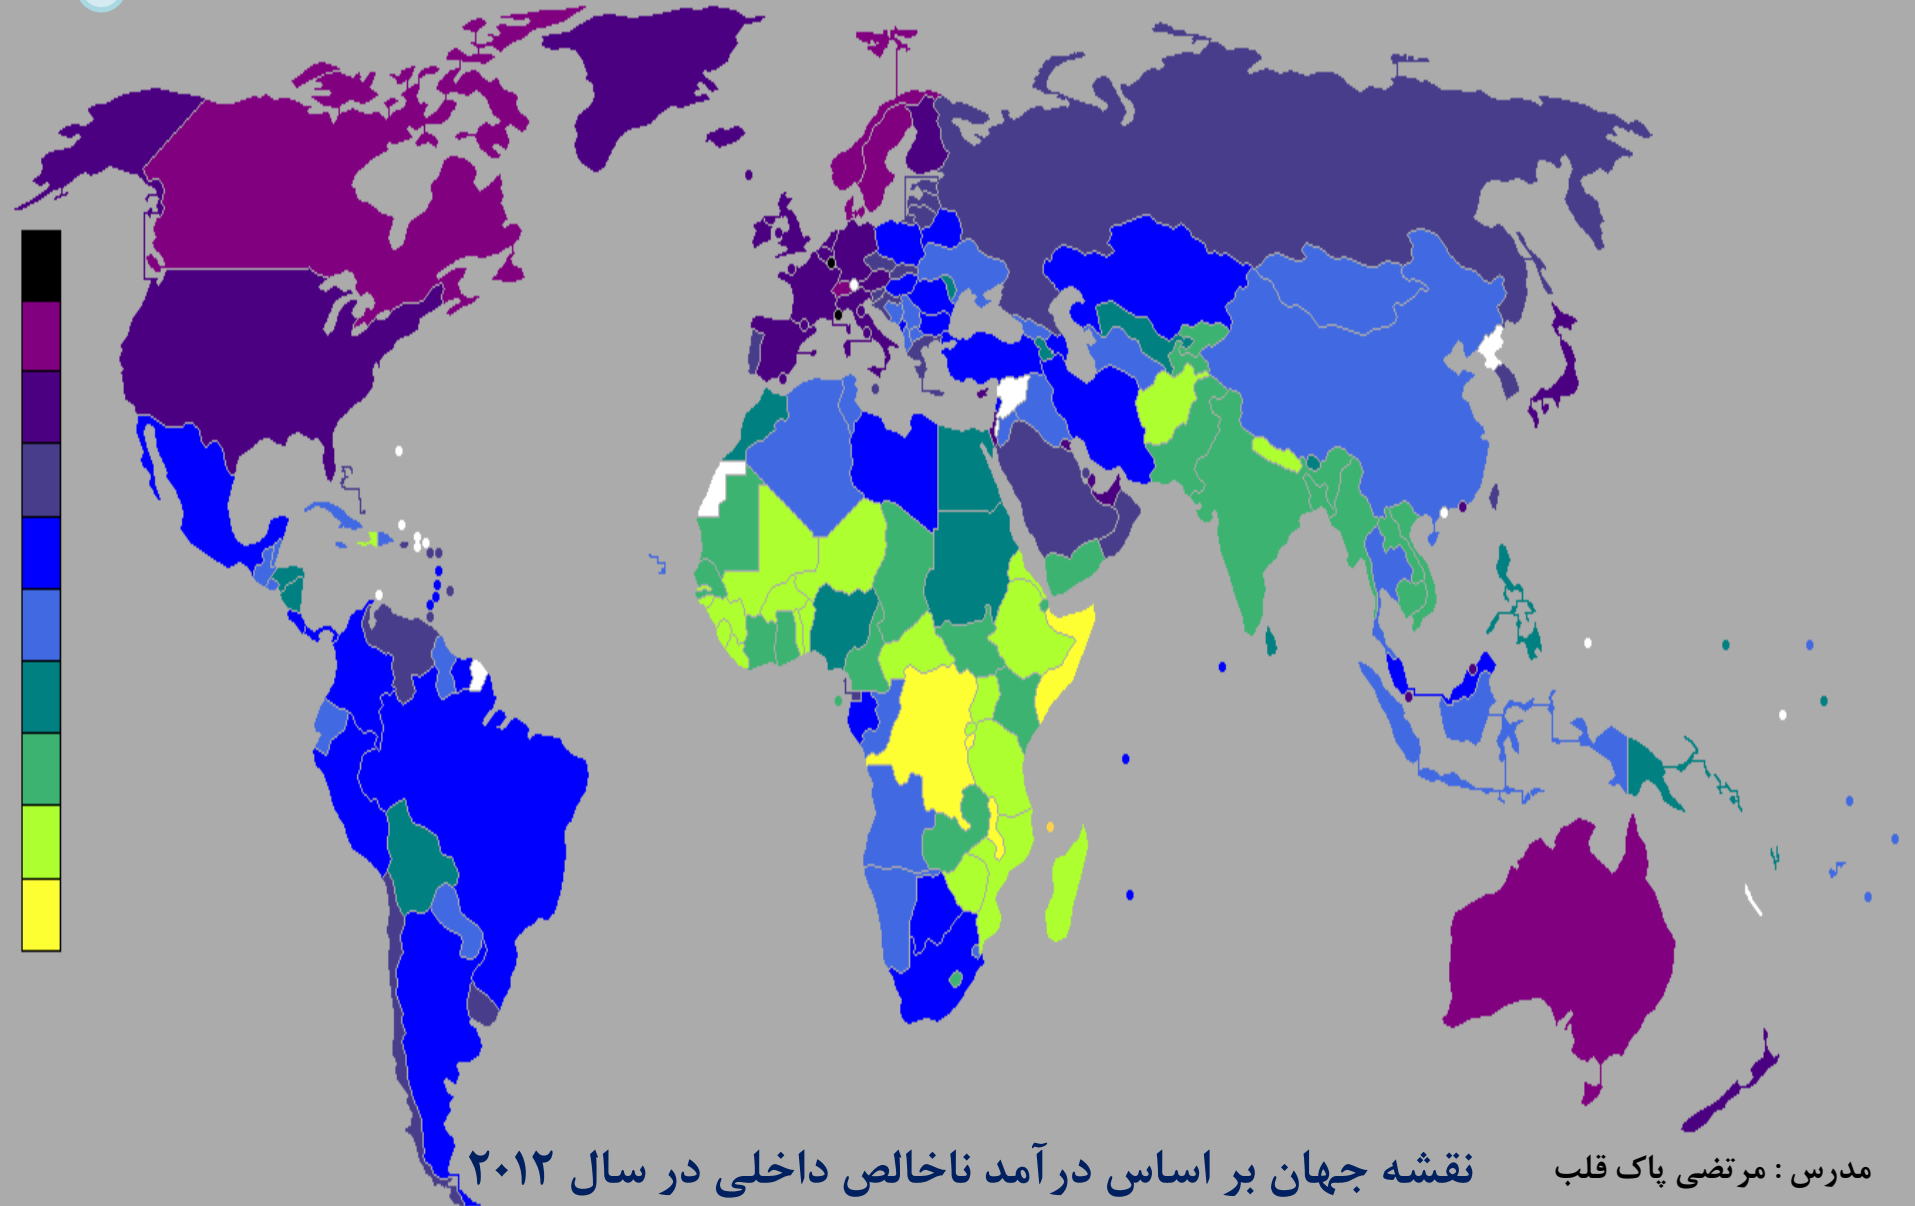 نقشه جهان بر اساس درآمد ناخالص داخلی در سال ۲۰۱۲
مدرس : مرتضی پاک قلب